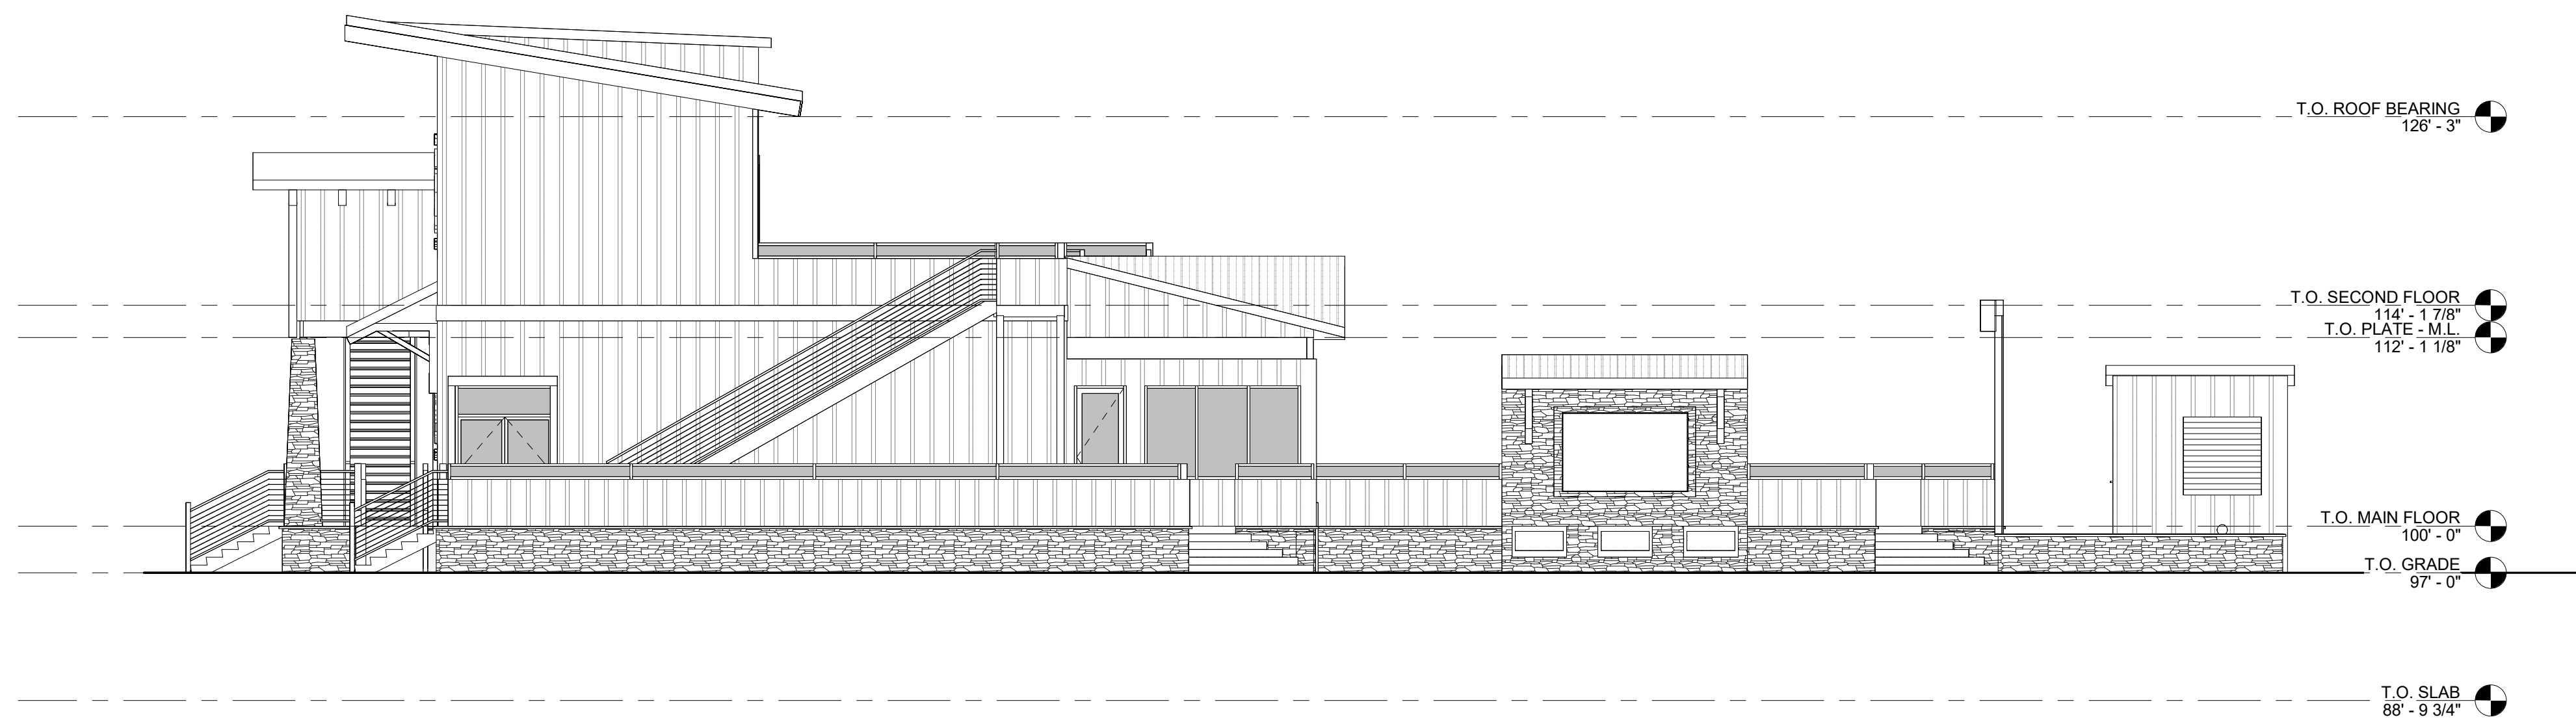 T.O. ROOF BEARING
126' - 3"
T.O. SECOND FLOOR
114' - 1 7/8"
T.O. PLATE - M.L.
112' - 1 1/8"
T.O. MAIN FLOOR
100' - 0"
T.O. GRADE
97' - 0"
T.O. SLAB
88' - 9 3/4"